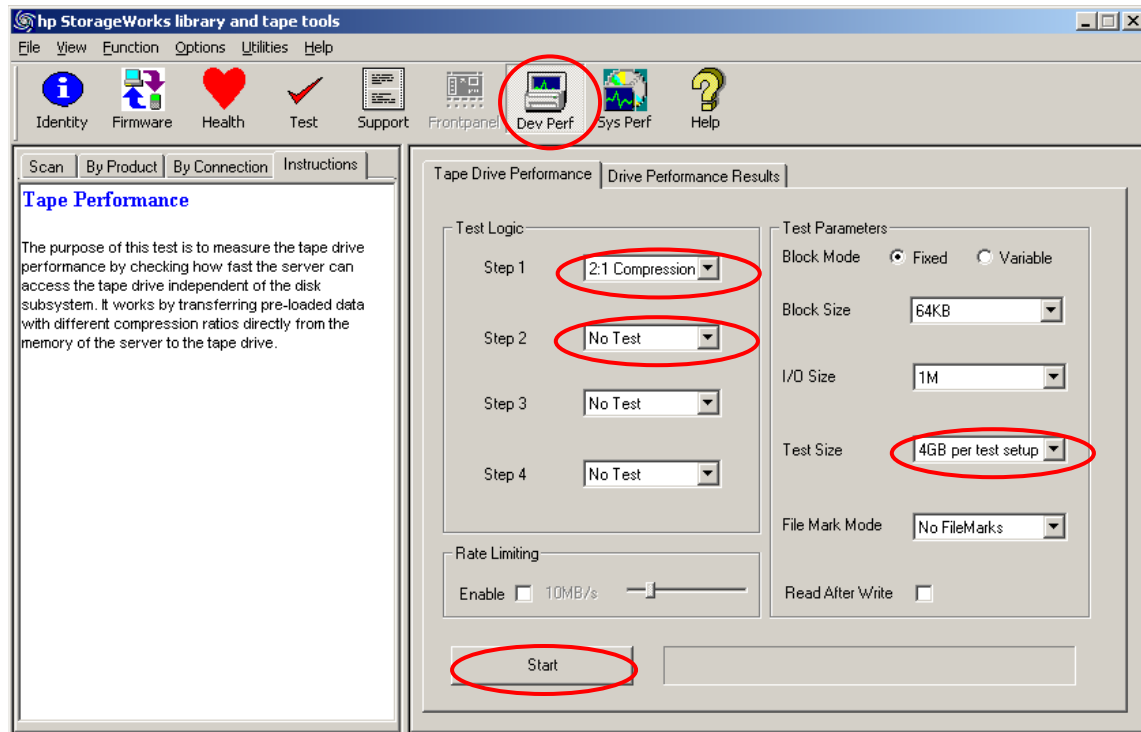 hp StorageWorks library and tape tools
File View Function Options Utilities Help
Identity Firmware Health Test Support Frontpanel Dev Perf Sys Perf Help
Scan By Product By Connection Instructions
Tape Performance
The purpose of this test is to measure the tape drive
performance by checking how fast the server can
access the tape drive independent of the disk
subsystem. It works by transferring pre-loaded data
with different compression ratios directly from the
memory of the server to the tape drive.
Tape Drive Performance Drive Performance Results
Test Logic
Step 1 2:1 Compression
Step 2 No Test
Step 3 No Test
Step 4 No Test
Rate Limiting
Enable 10MB/s
Start
Test Parameters
Block Mode Fixed Variable
Block Size 64KB
I/O Size 1M
Test Size 4GB per test setup
File Mark Mode No FileMarks
Read After Write